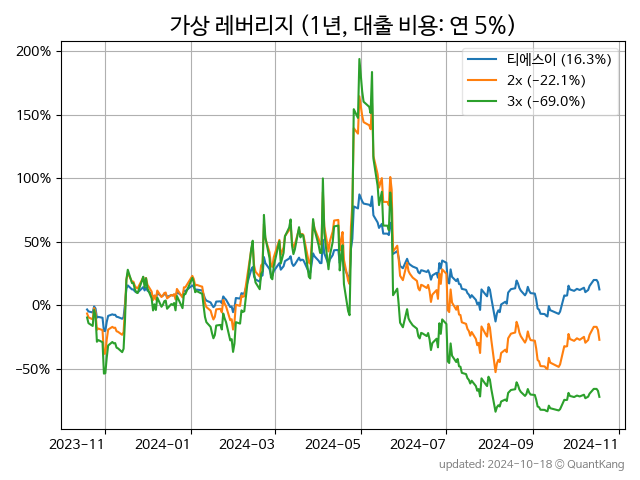 가상 레버리지 (1년, 대출 비용: 연 5%)
200%
150%
100%
50%
0%
−50%
티에스이 (16.3%)
2x (−22.1%)
3x (−69.0%)
2023-11
2024-01
2024-03
2024-05
2024-07
2024-09
2024-11
updated: 2024-10-18 © QuantKang